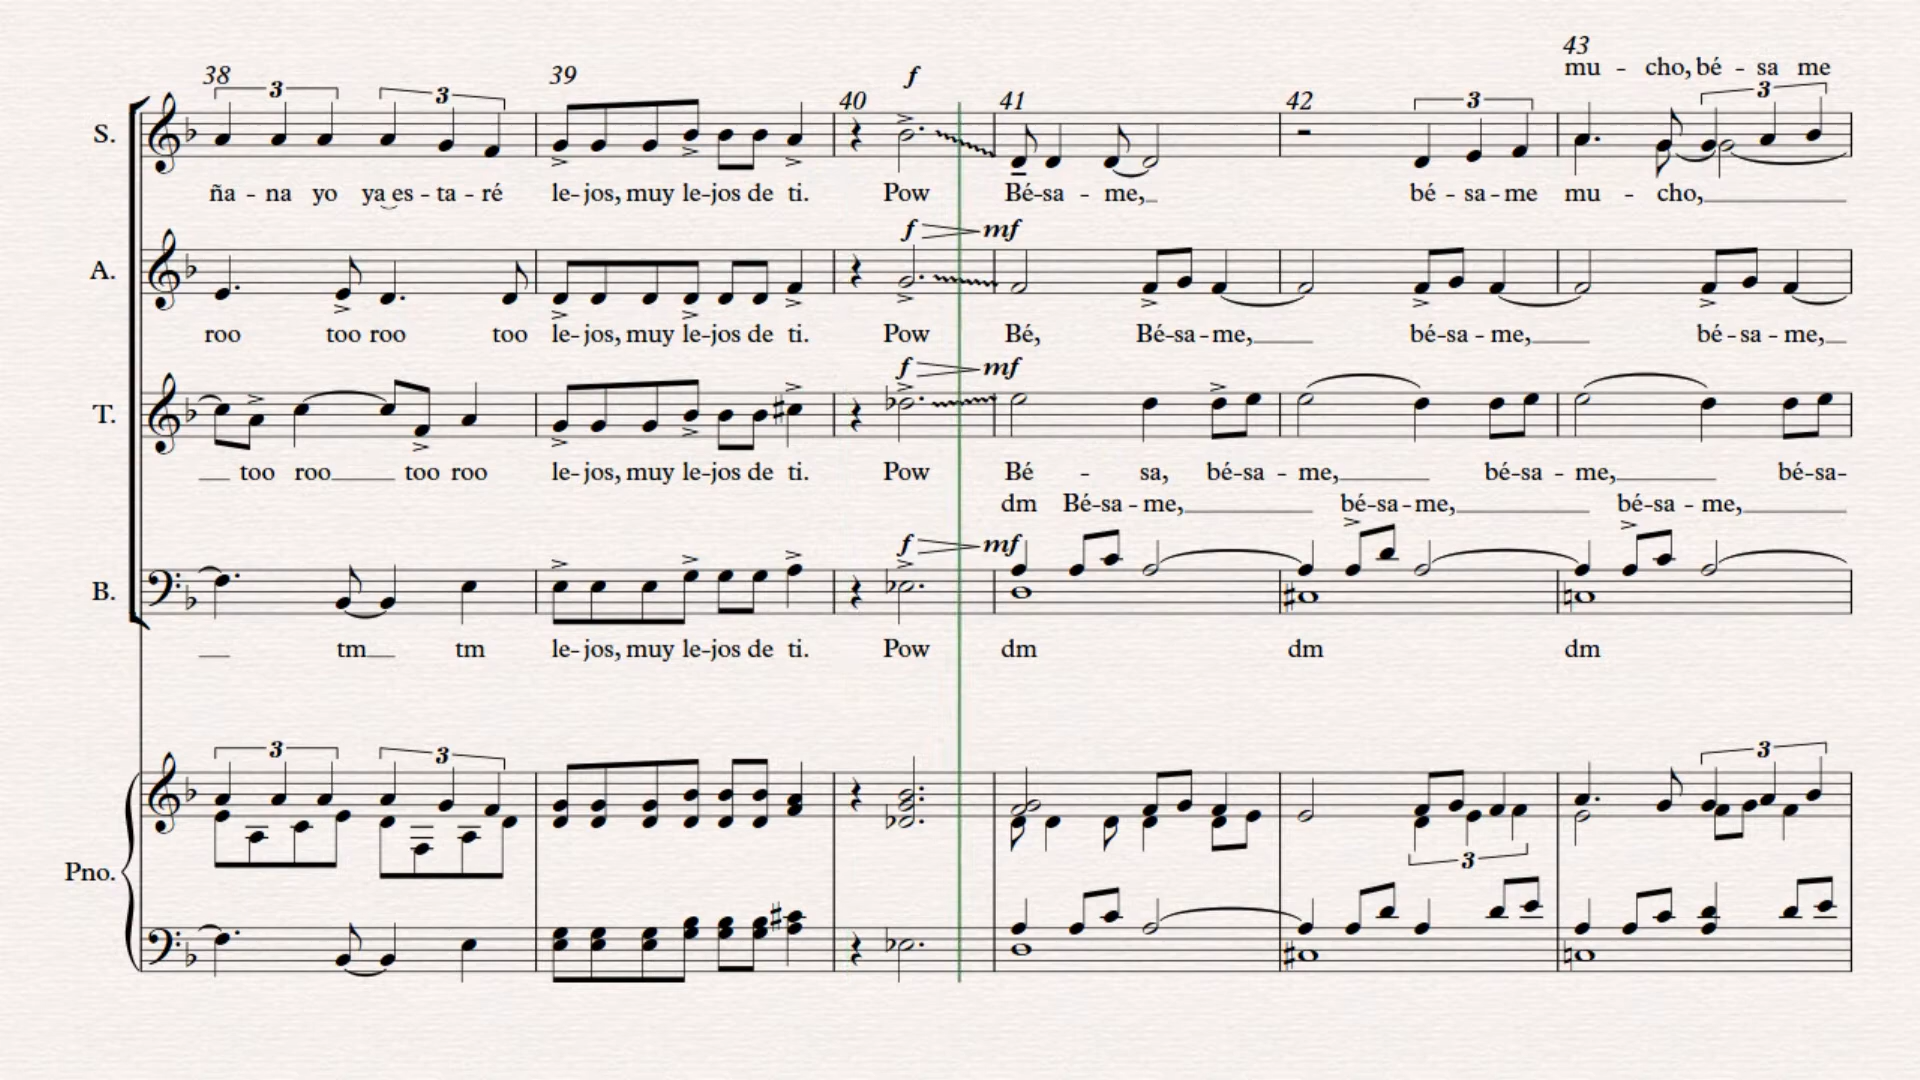 43
mu - cho, bé - sa me
38 39 f
3 3 40 41 42 3 3
S.
ña - na yo ya es - ta - ré le - jos, muy le - jos de ti. Pow Bé - sa - me, bé - sa - me mu - cho,
f mf
A.
roo too roo too le - jos, muy le - jos de ti. Pow Bé, Bé - sa - me, bé - sa - me, bé - sa - me,
f mf
T.
too roo too roo le - jos, muy le - jos de ti. Pow Bé - sa, bé - sa - me, bé - sa - me, bé - sa -
dm Bé - sa - me, bé - sa - me, bé - sa - me,
f mf
B.
tm tm le - jos, muy le - jos de ti. Pow dm dm dm
3 3 3
Pno.
3